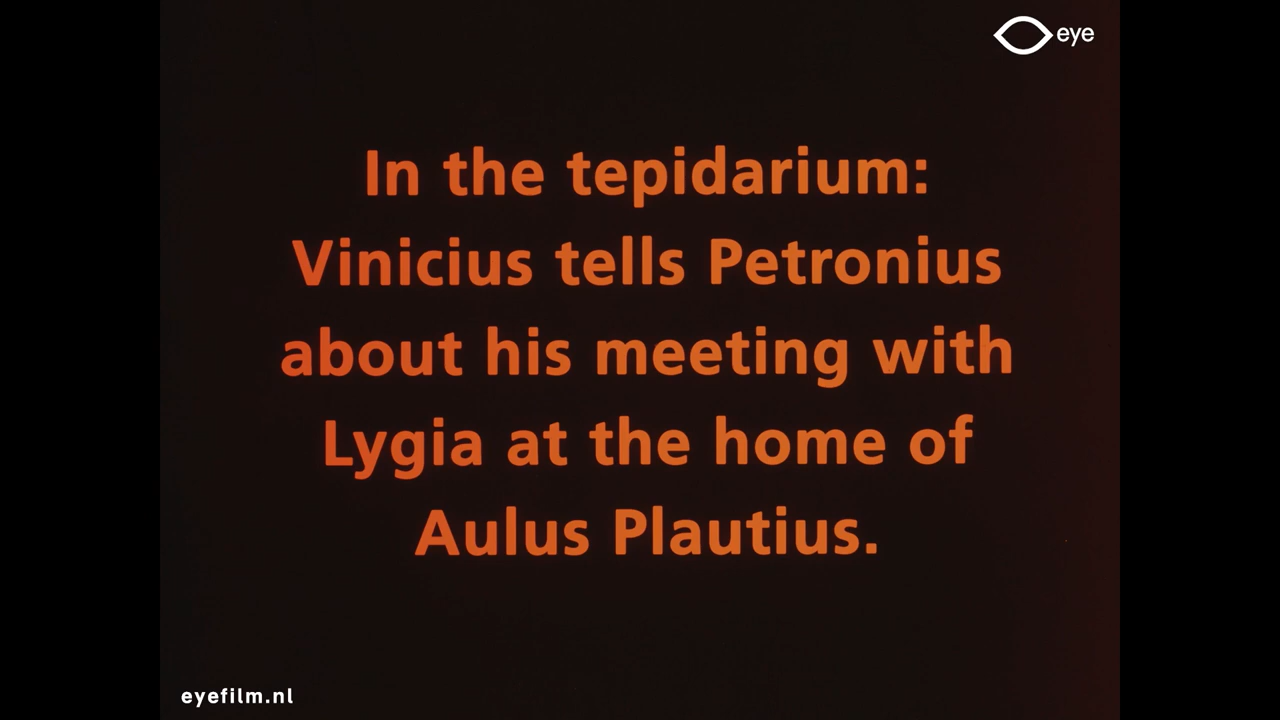 eye
In the tepidarium:
Vinicius tells Petronius
about his meeting with
Lygia at the home of
Aulus Plautius.
eyefilm.nl